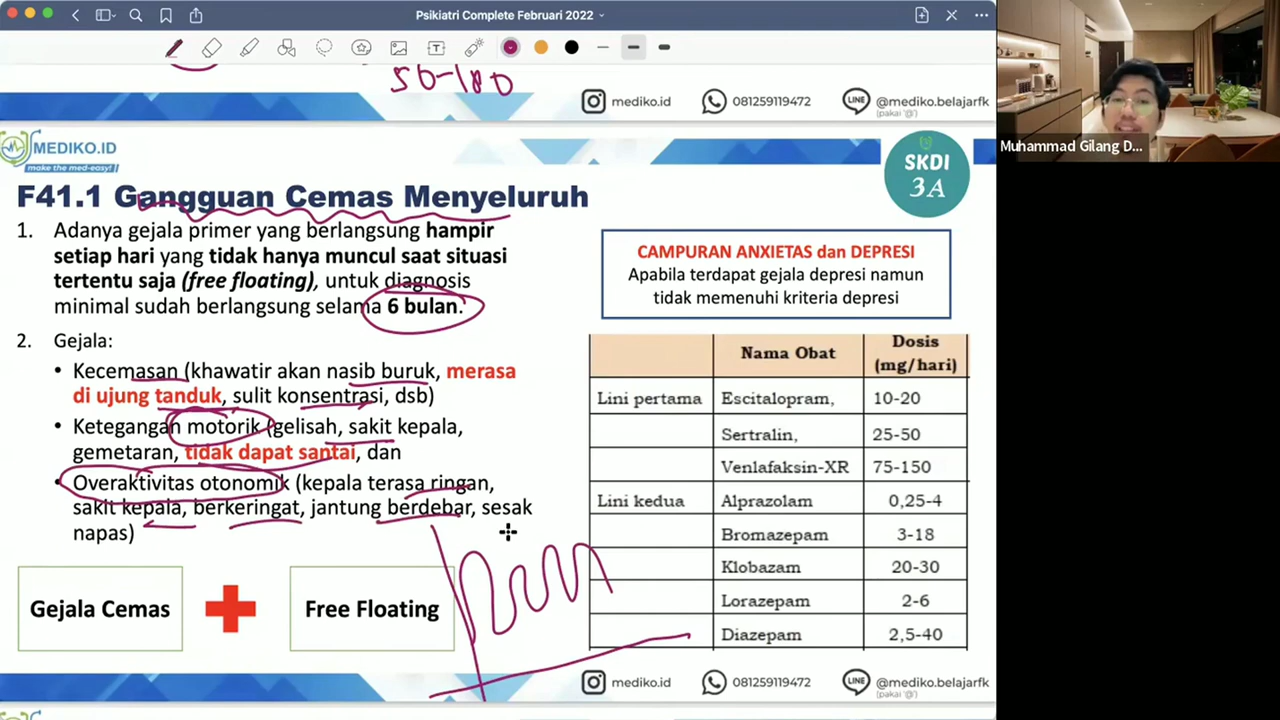 Psikiatri Complete Februari 2022
50-180
mediko.id
081259119472
@mediko.belajarfk
(pakai '@')
MEDIKO.ID
make the med-easy!
SKDI
3A
F41.1 Gangguan Cemas Menyeluruh
1. Adanya gejala primer yang berlangsung hampir
setiap hari yang tidak hanya muncul saat situasi
tertentu saja (free floating), untuk diagnosis
minimal sudah berlangsung selama 6 bulan.
2. Gejala:
• Kecemasan (khawatir akan nasib buruk, merasa
di ujung tanduk, sulit konsentrasi, dsb)
• Ketegangan motorik (gelisah, sakit kepala,
gemetaran, tidak dapat santai, dan
• Overaktivitas otonomik (kepala terasa ringan,
sakit kepala, berkeringat, jantung berdebar, sesak
napas)
Gejala Cemas
Free Floating
CAMPURAN ANXIETAS dan DEPRESI
Apabila terdapat gejala depresi namun
tidak memenuhi kriteria depresi
Nama Obat Dosis (mg/hari)
Lini pertama Escitalopram, 10-20
Sertralin, 25-50
Venlafaksin-XR 75-150
Lini kedua Alprazolam 0,25-4
Bromazepam 3-18
Klobazam 20-30
Lorazepam 2-6
Diazepam 2,5-40
mediko.id
081259119472
@mediko.belajarfk
(pakai '@')
Muhammad Gilang D...